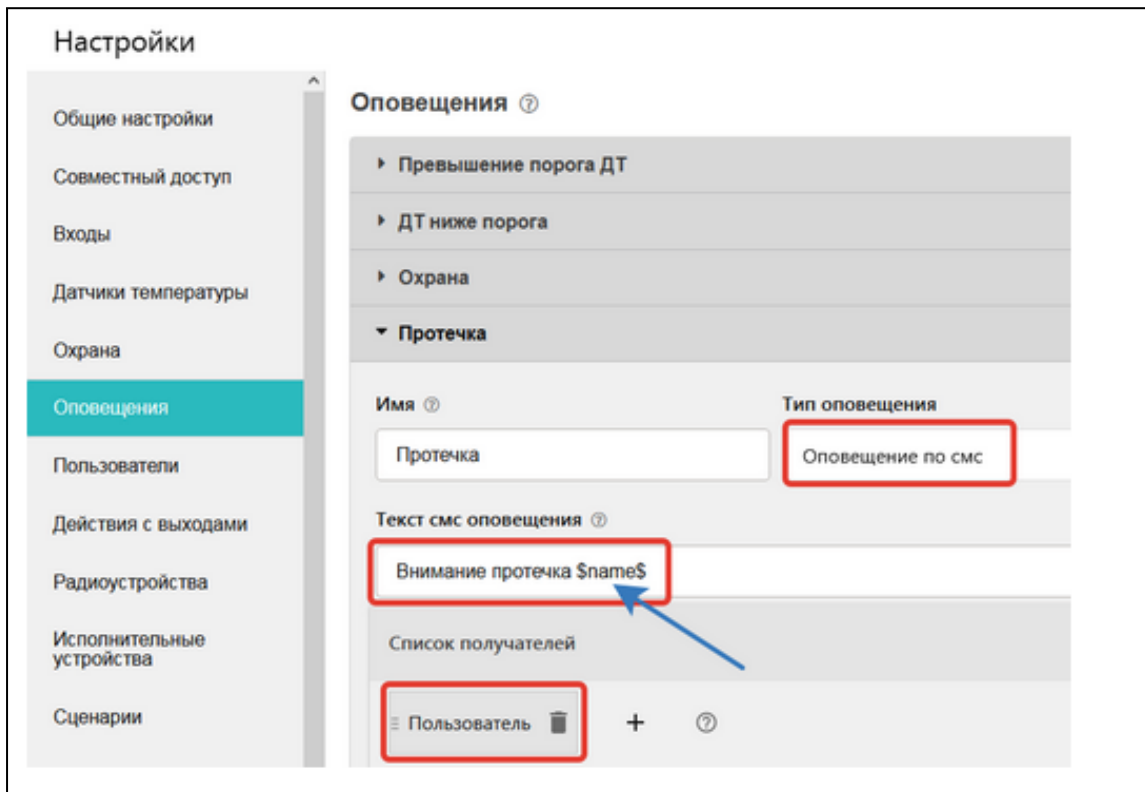 Настройки
Общие настройки
Совместный доступ
Входы
Датчики температуры
Охрана
Оповещения
Пользователи
Действия с выходами
Радиоустройства
Исполнительные
устройства
Сценарии
Оповещения
Превышение порога ДТ
ДТ ниже порога
Охрана
Протечка
Имя
Тип оповещения
Протечка
Оповещение по смс
Текст смс оповещения
Внимание протечка $name$
Список получателей
Пользователь